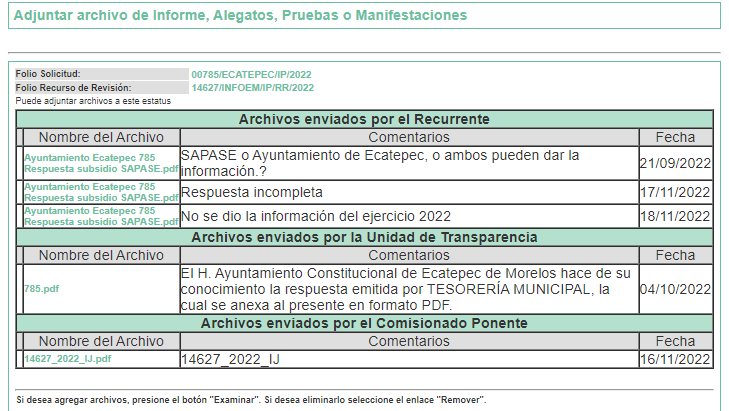 Adjuntar archivo de Informe, Alegatos, Pruebas o Manifestaciones
Folio Solicitud: 00785/ECATEPEC/IP/2022
Folio Recurso de Revisión: 14627/INFOEM/IP/RR/2022
Puede adjuntar archivos a este estatus
Archivos enviados por el Recurrente
Nombre del Archivo Comentarios Fecha
Ayuntamiento Ecatepec 785
Respuesta subsidio SAPASE.pdf
SAPASE o Ayuntamiento de Ecatepec, o ambos pueden dar la
información.?
21/09/2022
Ayuntamiento Ecatepec 785
Respuesta subsidio SAPASE.pdf
Respuesta incompleta
17/11/2022
Ayuntamiento Ecatepec 785
Respuesta subsidio SAPASE.pdf
No se dio la información del ejercicio 2022
18/11/2022
Archivos enviados por la Unidad de Transparencia
Nombre del Archivo Comentarios Fecha
785.pdf
El H. Ayuntamiento Constitucional de Ecatepec de Morelos hace de su
conocimiento la respuesta emitida por TESORERÍA MUNICIPAL, la
cual se anexa al presente en formato PDF.
04/10/2022
Archivos enviados por el Comisionado Ponente
Nombre del Archivo Comentarios Fecha
14627_2022_IJ.pdf 14627_2022_IJ 16/11/2022
Si desea agregar archivos, presione el botón "Examinar". Si desea eliminarlo seleccione el enlace "Remover".